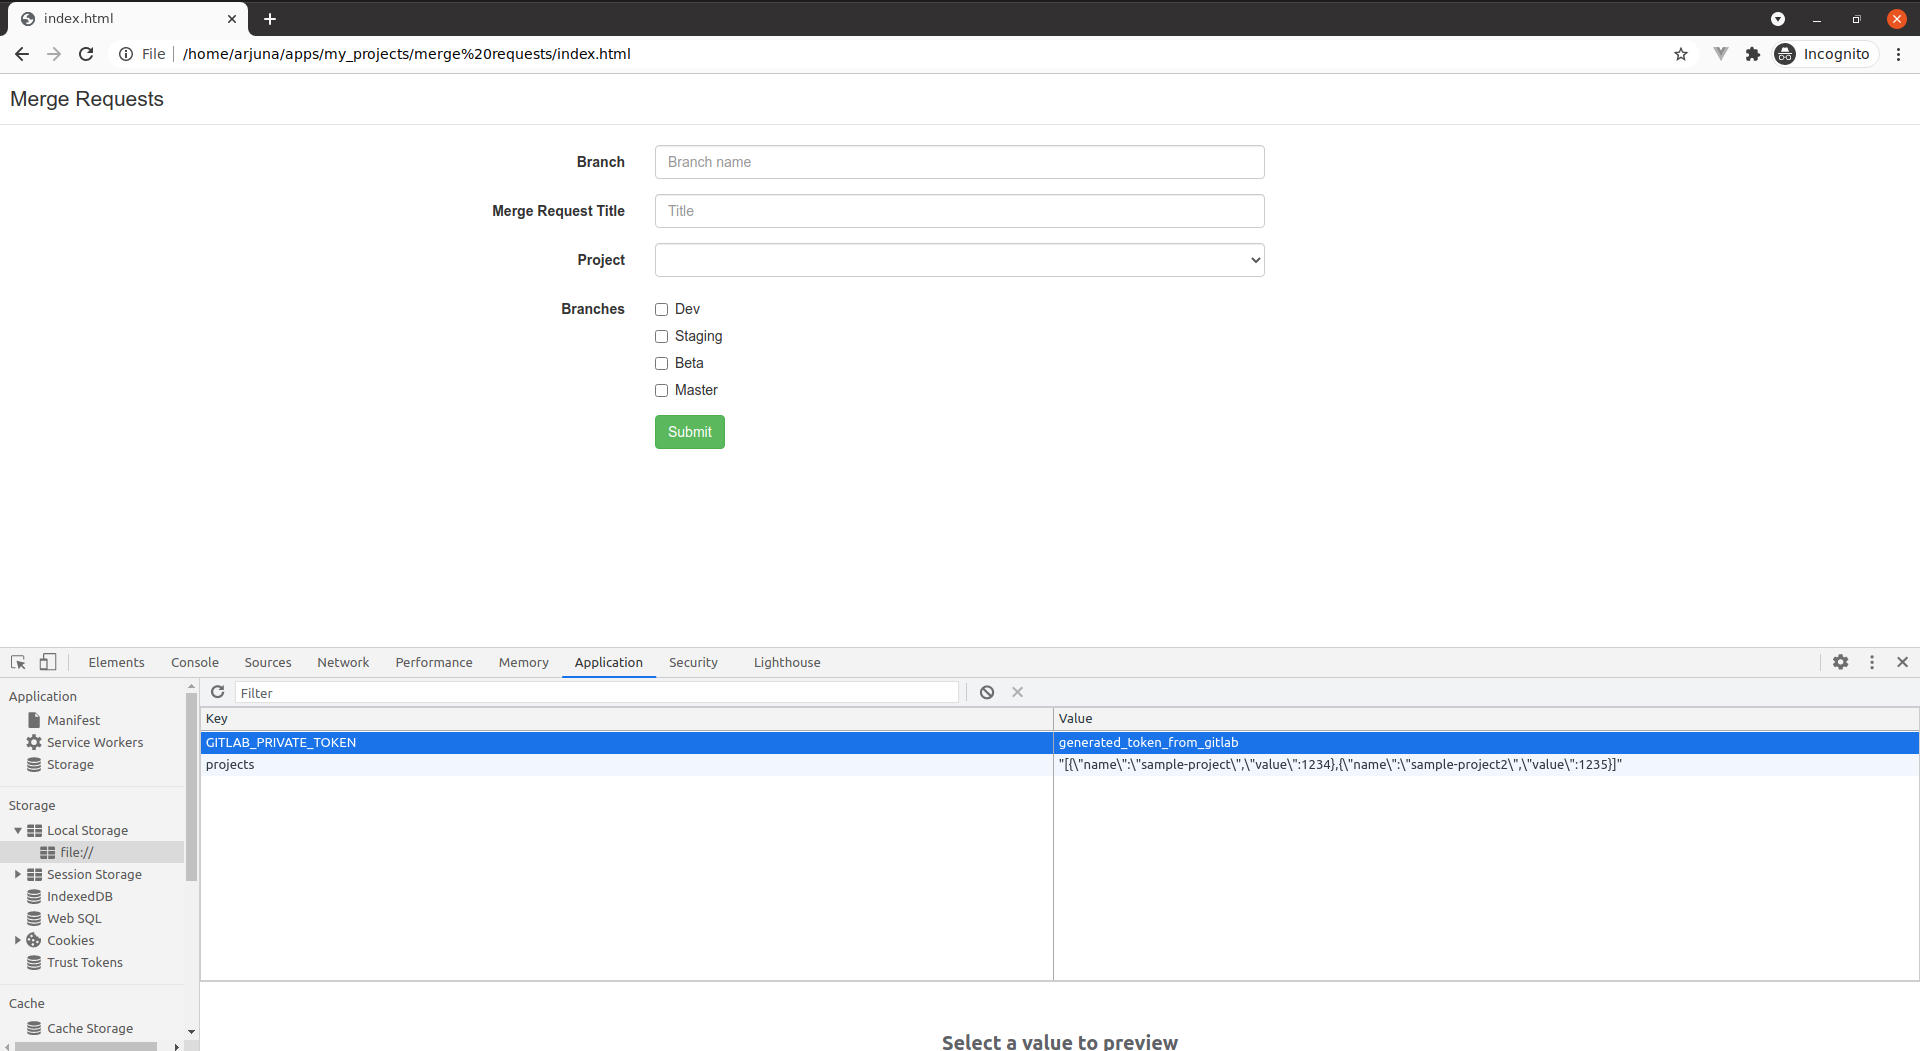 index.html
File
/home/arjuna/apps/my_projects/merge%20requests/index.html
Incognito
Merge Requests
Branch
Branch name
Merge Request Title
Title
Project
Branches
Dev
Staging
Beta
Master
Submit
Elements Console Sources Network Performance Memory Application Security Lighthouse
Application
Manifest
Service Workers
Storage
Storage
Local Storage
file://
Session Storage
IndexedDB
Web SQL
Cookies
Trust Tokens
Cache
Cache Storage
Filter
Key Value
GITLAB_PRIVATE_TOKEN generated_token_from_gitlab
projects "[{\"name\":\"sample-project\",\"value\":1234},{\"name\":\"sample-project2\",\"value\":1235}]"
Select a value to preview